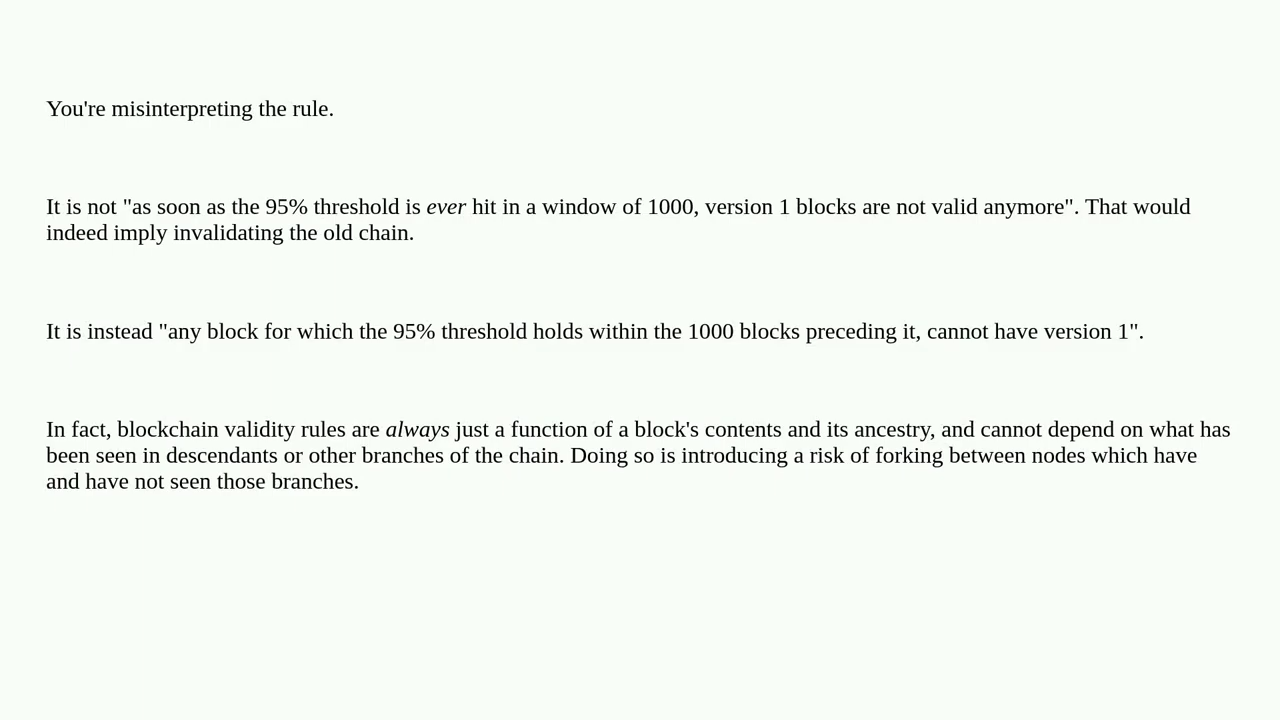 You're misinterpreting the rule.
It is not "as soon as the 95% threshold is ever hit in a window of 1000, version 1 blocks are not valid anymore". That would
indeed imply invalidating the old chain.
It is instead "any block for which the 95% threshold holds within the 1000 blocks preceding it, cannot have version 1".
In fact, blockchain validity rules are always just a function of a block's contents and its ancestry, and cannot depend on what has
been seen in descendants or other branches of the chain. Doing so is introducing a risk of forking between nodes which have
and have not seen those branches.